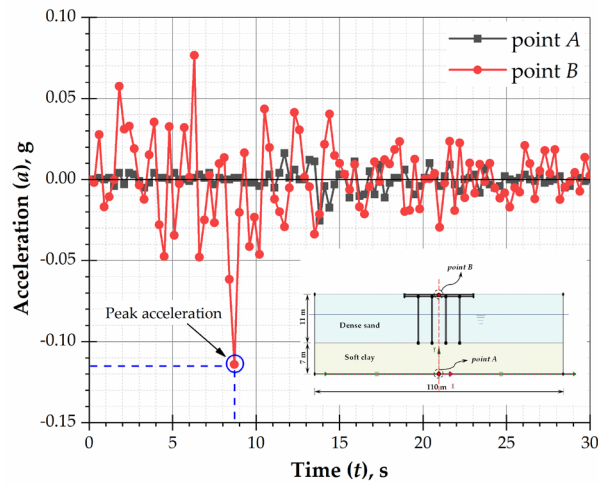 0.10
0.05
0.00
-0.05
-0.10
-0.15
Acceleration (a), g
point A
point B
Peak acceleration
point B
11 m
Dense sand
7 m
Soft clay
Y
point A
110 m
0 5 10 15 20 25 30
Time (t), s